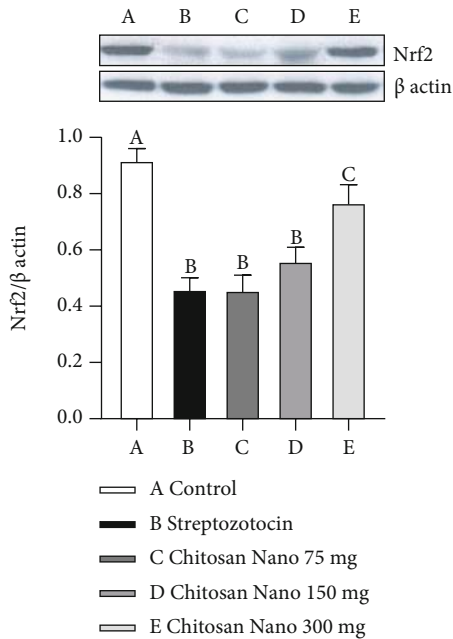 A B C D E
Nrf2
β actin
1.0
0.8
0.6
0.4
0.2
0.0
Nrf2/β actin
A
B
B
B
C
A B C D E
A Control
B Streptozotocin
C Chitosan Nano 75 mg
D Chitosan Nano 150 mg
E Chitosan Nano 300 mg